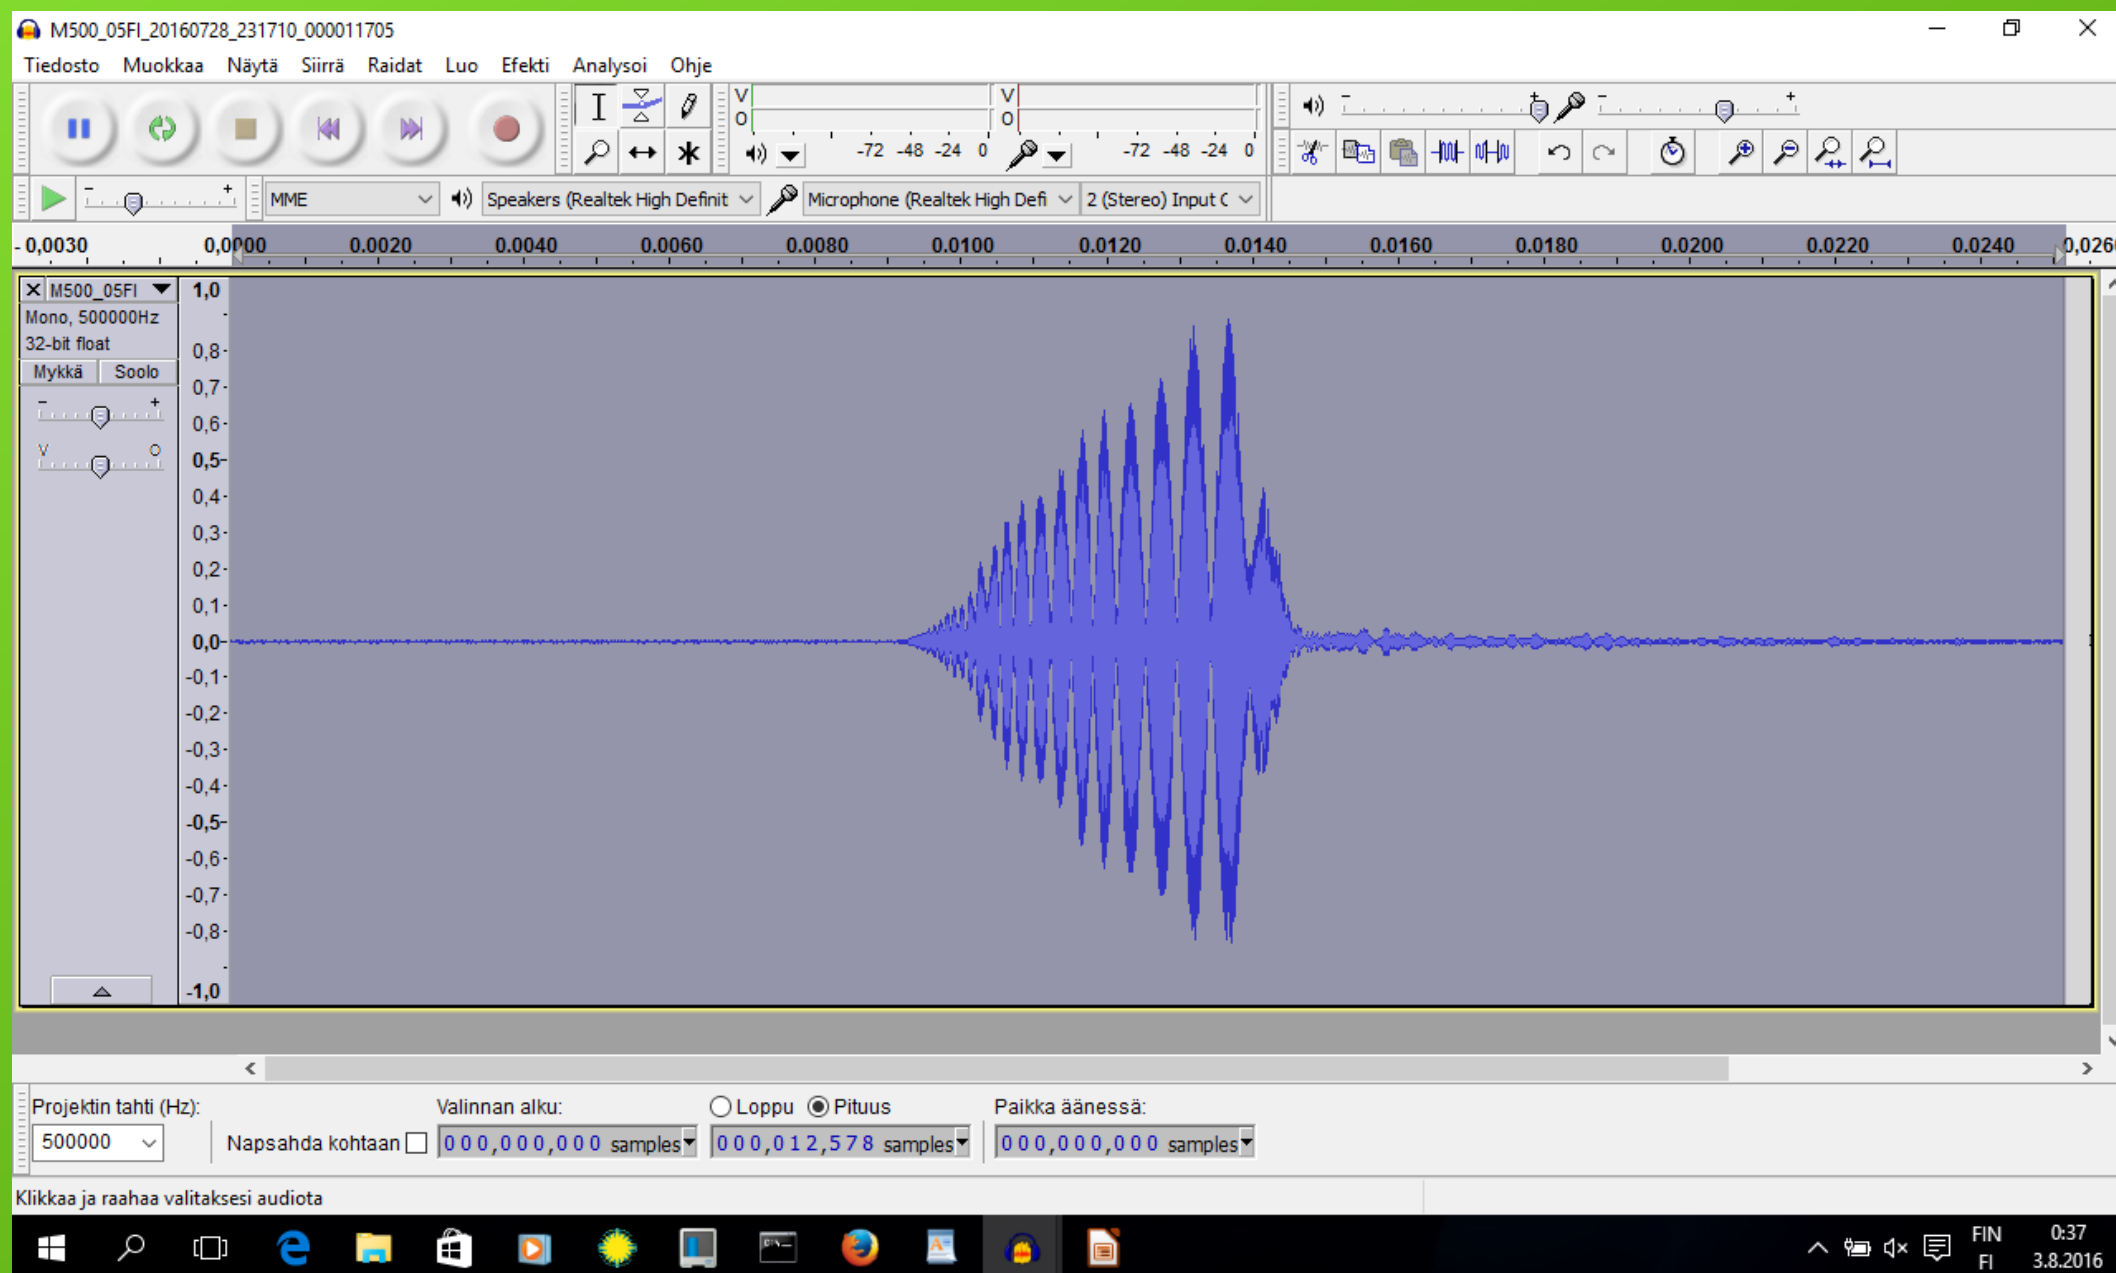 M500_05FI_20160728_231710_000011705
Tiedosto Muokkaa Näytä Siirrä Raidat Luo Efekti Analysoi Ohje
V O -72 -48 -24 0 V O -72 -48 -24 0
MME Speakers (Realtek High Definit Microphone (Realtek High Defi 2 (Stereo) Input C
- 0,0030 0,0000 0.0020 0.0040 0.0060 0.0080 0.0100 0.0120 0.0140 0.0160 0.0180 0.0200 0.0220 0.0240 0,026
M500_05FI 1,0
Mono, 500000Hz
32-bit float
0,8
Mykkä Soolo
0,7
- +
0,6
V O
0,5
0,4
0,3
0,2
0,1
0,0
-0,1
-0,2
-0,3
-0,4
-0,5
-0,6
-0,7
-0,8
-1,0
Projektin tahti (Hz): Valinnan alku: Loppu Pituus Paikka äänessä:
500000 Napsahda kohtaan 000,000,000 samples 000,012,578 samples 000,000,000 samples
Klikkaa ja raahaa valitaksesi audiota
FIN 0:37
FI 3.8.2016